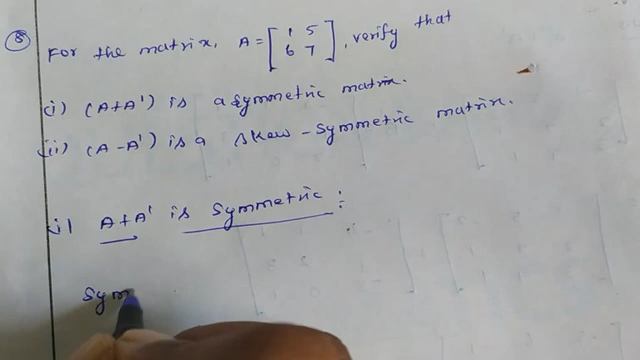 8 For the matrix, A = [ 1 5 6 7 ], verify that
(i) (A+A') is a symmetric matrix.
(ii) (A-A') is a skew-symmetric matrix.
i) A+A' is symmetric:
Sym